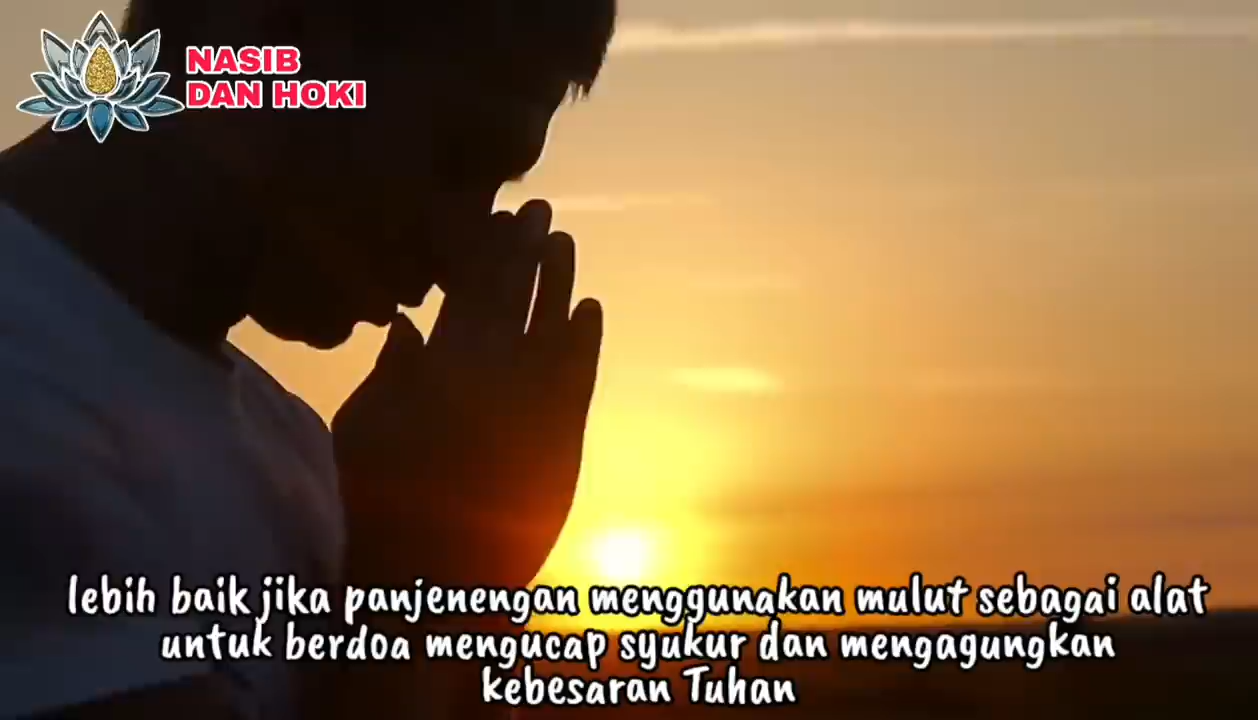 NASIB
DAN HOKI
lebih baik jika panjenengan menggunakan mulut sebagai alat
untuk berdoa mengucap syukur dan mengagungkan
kebesaran Tuhan